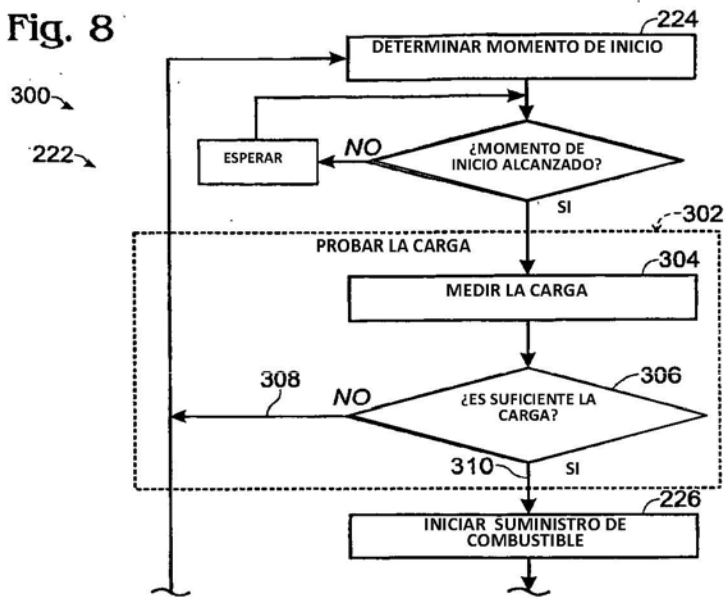 Fig. 8
224
DETERMINAR MOMENTO DE INICIO
300
222
ESPERAR
NO
¿MOMENTO DE
INICIO ALCANZADO?
SI
302
PROBAR LA CARGA
304
MEDIR LA CARGA
308
NO
306
¿ES SUFICIENTE LA
CARGA?
310
SI
226
INICIAR SUMINISTRO DE
COMBUSTIBLE